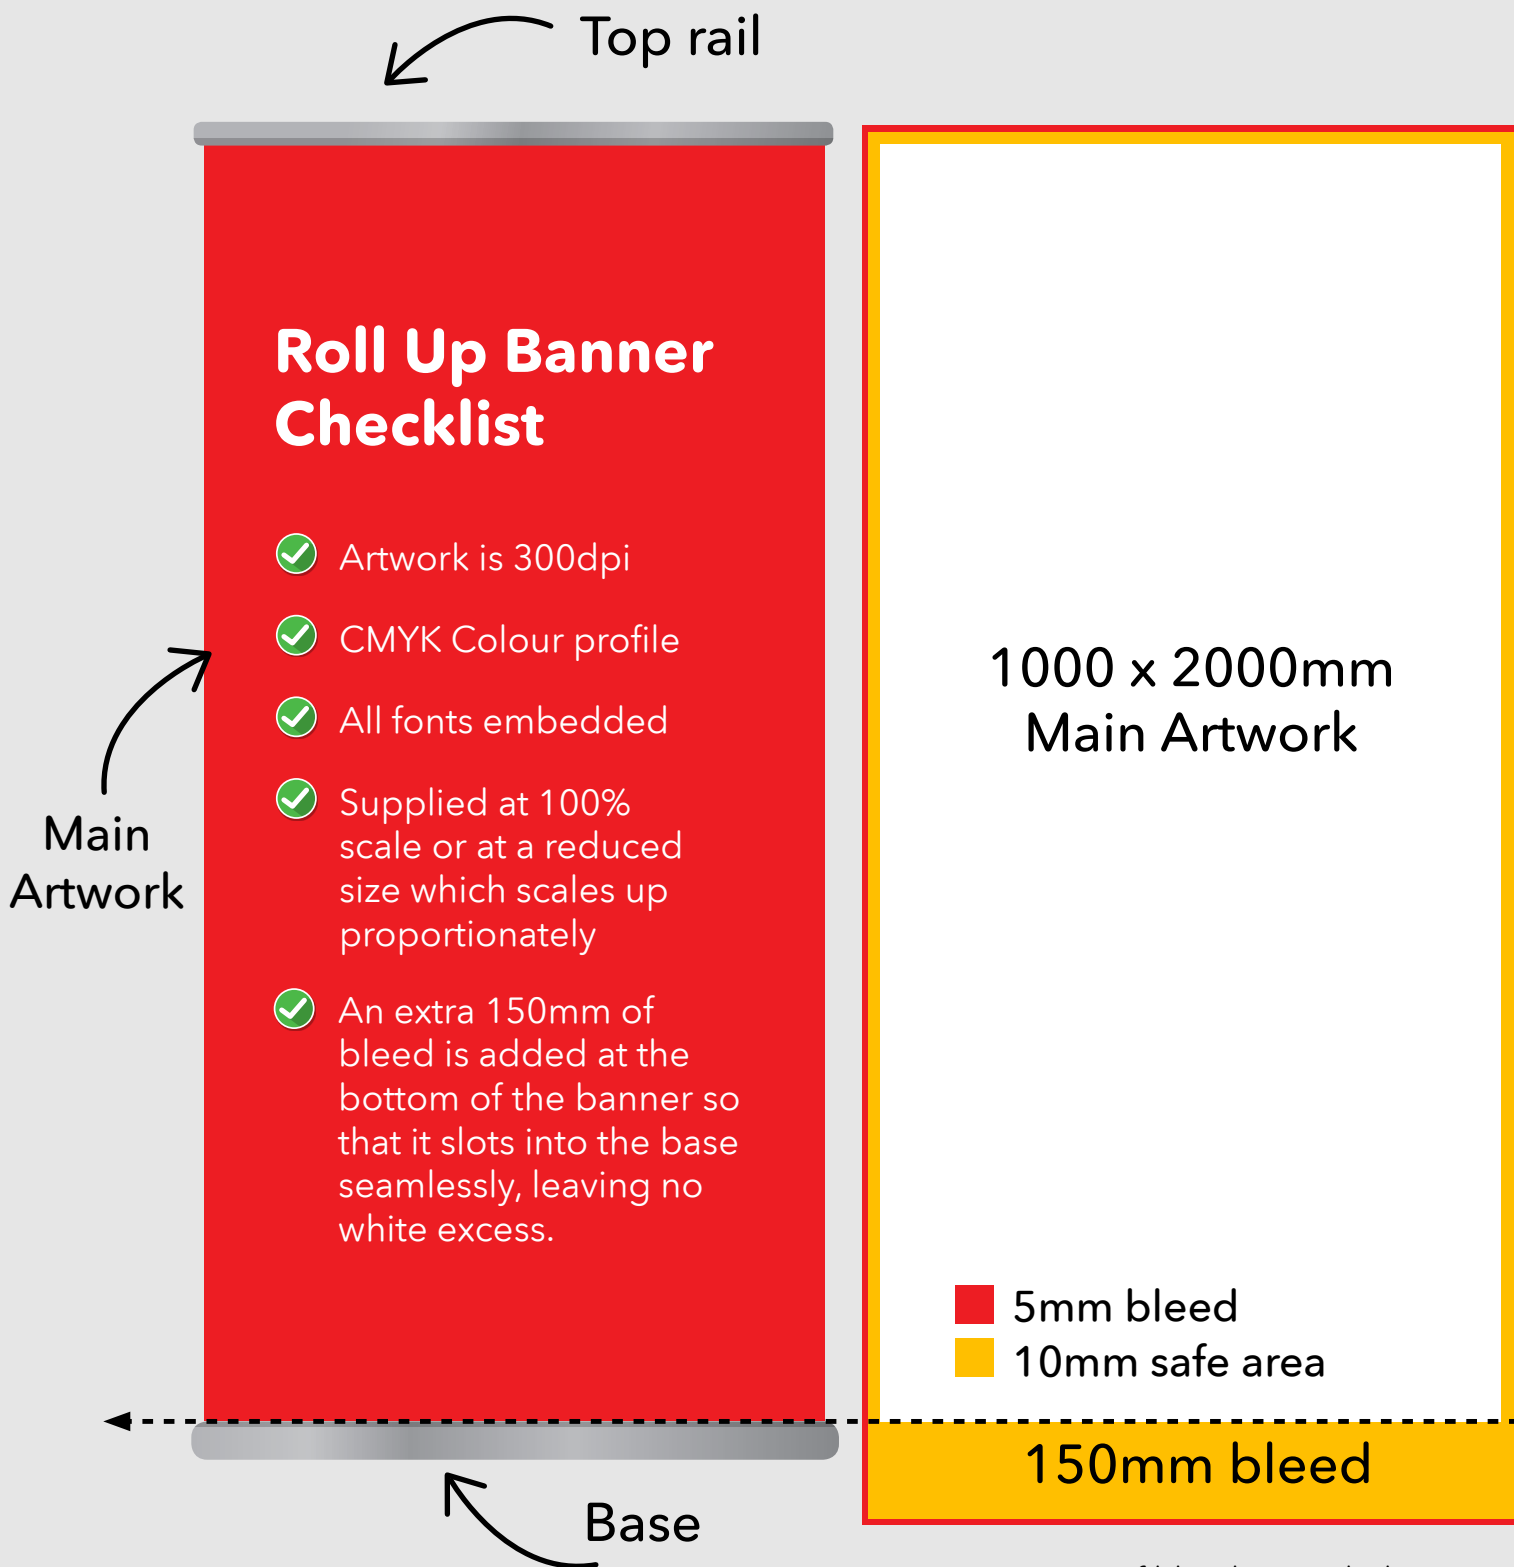 Top rail
Roll Up Banner
Checklist
Artwork is 300dpi
CMYK Colour profile
All fonts embedded
Supplied at 100%
scale or at a reduced
size which scales up
proportionately
An extra 150mm of
bleed is added at the
bottom of the banner so
that it slots into the base
seamlessly, leaving no
white excess.
Main
Artwork
Base
1000 x 2000mm
Main Artwork
5mm bleed
10mm safe area
150mm bleed